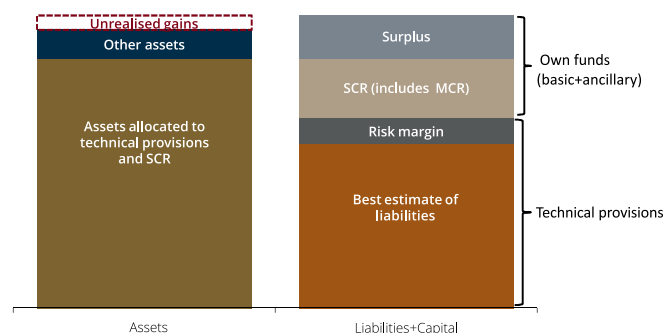 Unrealised gains
Other assets
Assets allocated to
technical provisions
and SCR
Surplus
SCR (includes MCR)
Risk margin
Best estimate of
liabilities
Own funds
(basic+ancillary)
Technical provisions
Assets
Liabilities+Capital